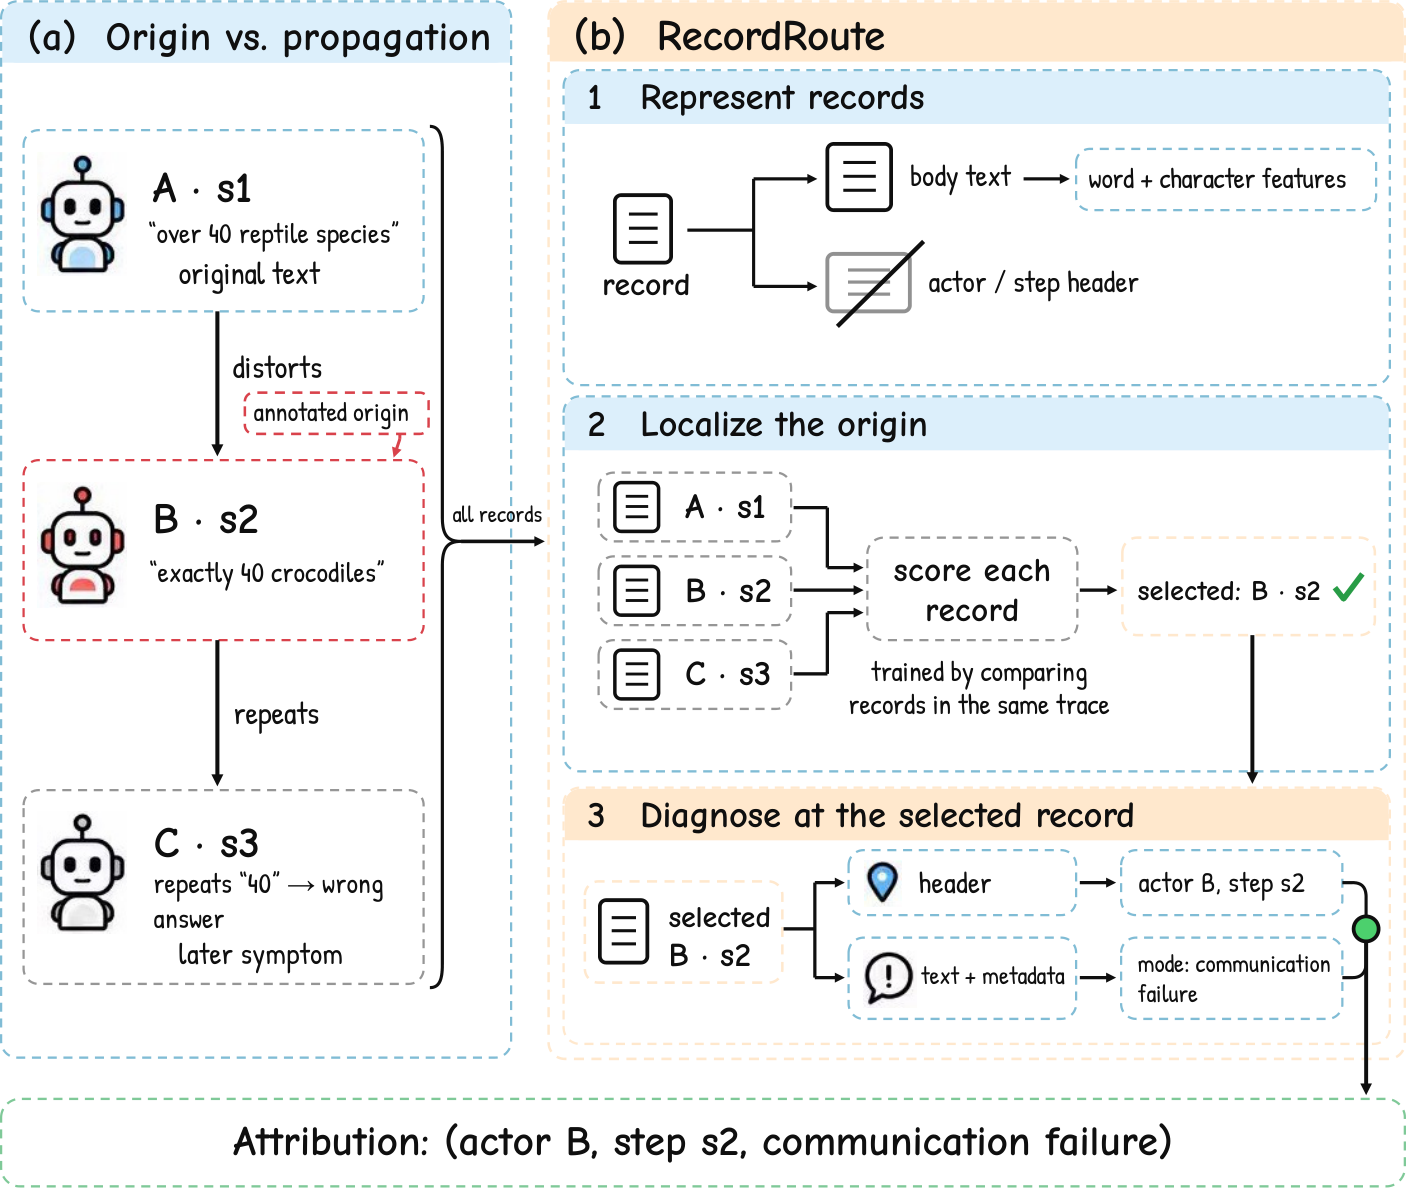 (a) Origin vs. propagation
A · s1
“over 40 reptile species”
original text
distorts
annotated origin
B · s2
“exactly 40 crocodiles”
repeats
C · s3
repeats “40” → wrong
answer
later symptom
all records
(b) RecordRoute
1 Represent records
record
body text
word + character features
actor / step header
2 Localize the origin
A · s1
B · s2
C · s3
score each
record
trained by comparing
records in the same trace
selected: B · s2
3 Diagnose at the selected record
selected
B · s2
header
actor B, step s2
text + metadata
mode: communication
failure
Attribution: (actor B, step s2, communication failure)